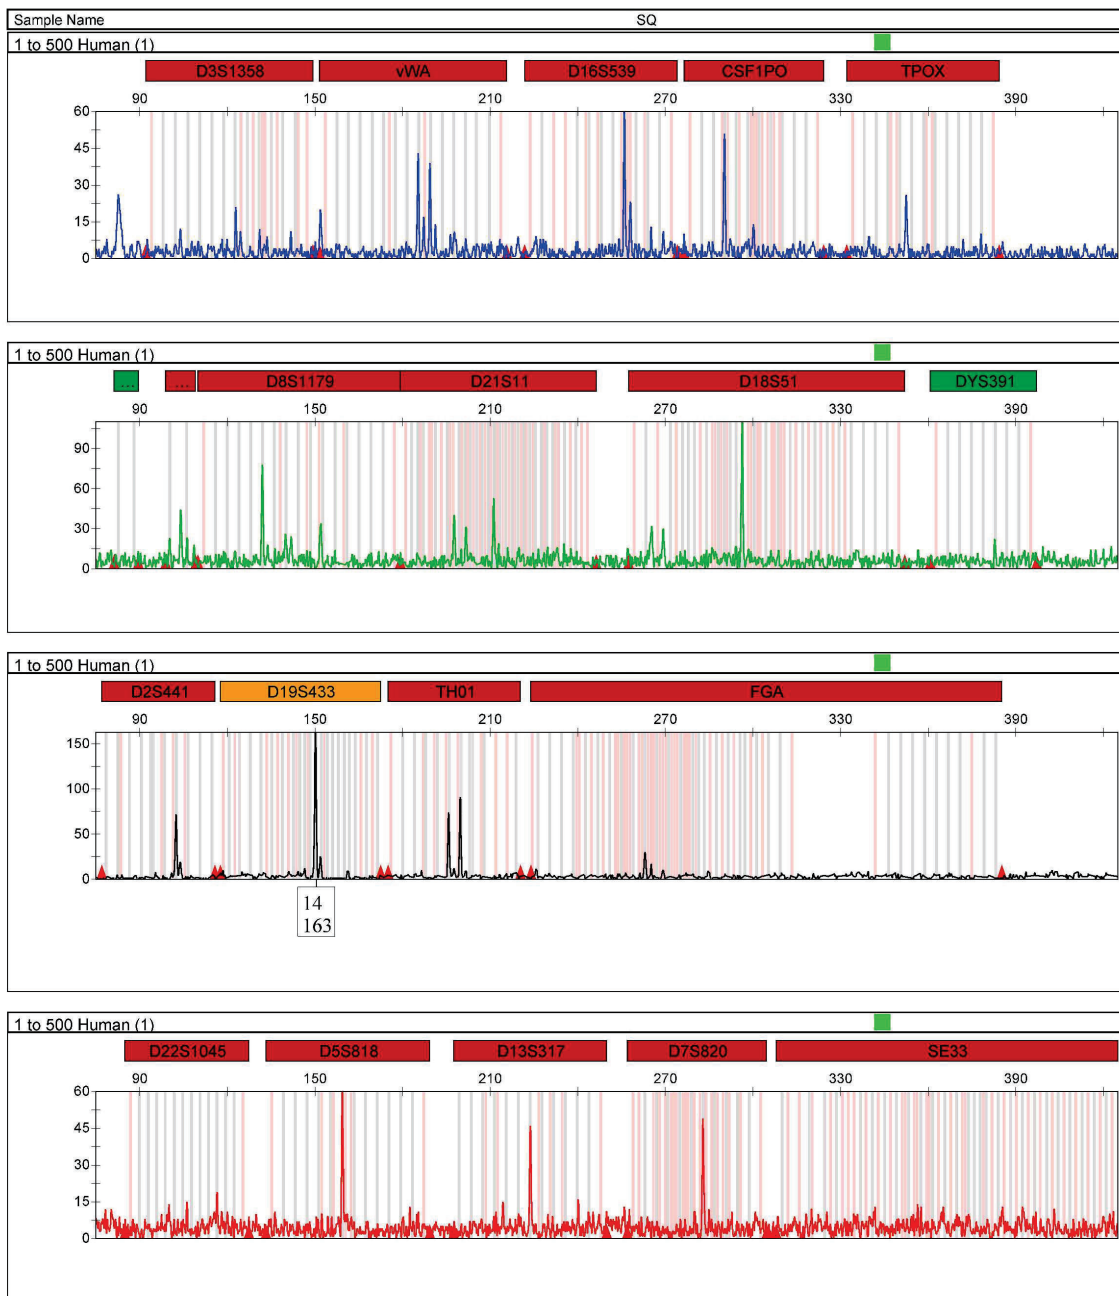 Sample Name SQ
1 to 500 Human (1)
D3S1358 vWA D16S539 CSF1PO TPOX
90 150 210 270 330 390
60
45
30
15
0
1 to 500 Human (1)
... ... D8S1179 D21S11 D18S51 DYS391
90 150 210 270 330 390
90
60
30
0
1 to 500 Human (1)
D2S441 D19S433 TH01 FGA
90 150 210 270 330 390
150
100
50
0
14
163
1 to 500 Human (1)
D22S1045 D5S818 D13S317 D7S820 SE33
90 150 210 270 330 390
60
45
30
15
0